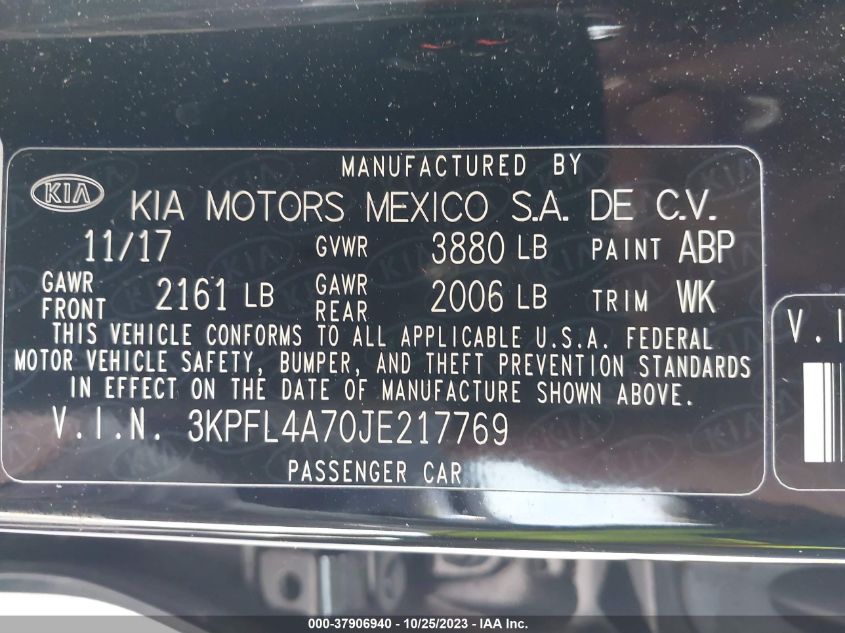 MANUFACTURED BY
KIA
KIA MOTORS MEXICO S.A. DE C.V.
11/17 GVWR 3880 LB PAINT ABP
GAWR FRONT 2161 LB GAWR REAR 2006 LB TRIM WK
THIS VEHICLE CONFORMS TO ALL APPLICABLE U.S.A. FEDERAL
MOTOR VEHICLE SAFETY, BUMPER, AND THEFT PREVENTION STANDARDS
IN EFFECT ON THE DATE OF MANUFACTURE SHOWN ABOVE.
V.I.N. 3KPFL4A70JE217769
PASSENGER CAR
V.I
000-37906940 - 10/25/2023 - IAA Inc.